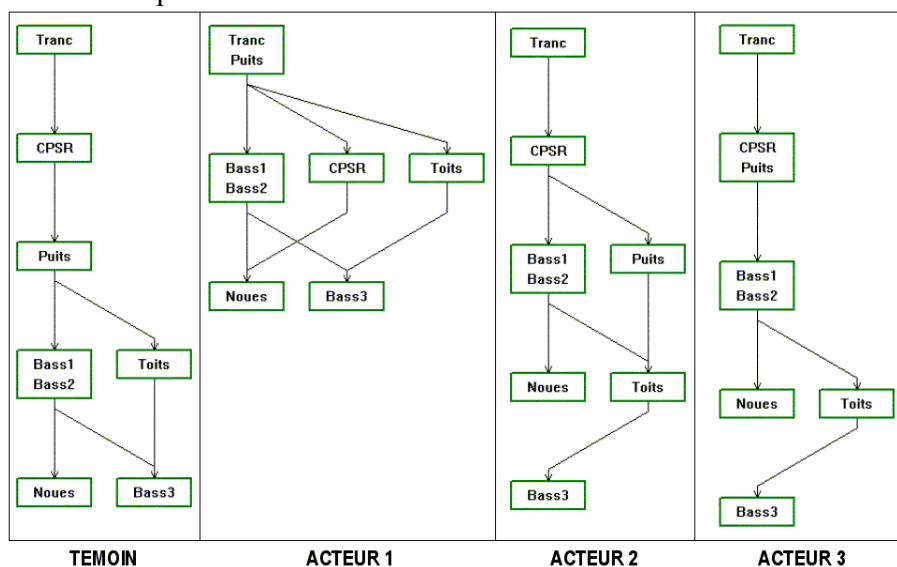 Tranc
CPSR
Puits
Bass1
Bass2
Toits
Noues
Bass3
TEMOIN
Tranc
Puits
Bass1
Bass2
CPSR
Toits
Noues
Bass3
ACTEUR 1
Tranc
CPSR
Bass1
Bass2
Puits
Noues
Toits
Bass3
ACTEUR 2
Tranc
CPSR
Puits
Bass1
Bass2
Noues
Toits
Bass3
ACTEUR 3